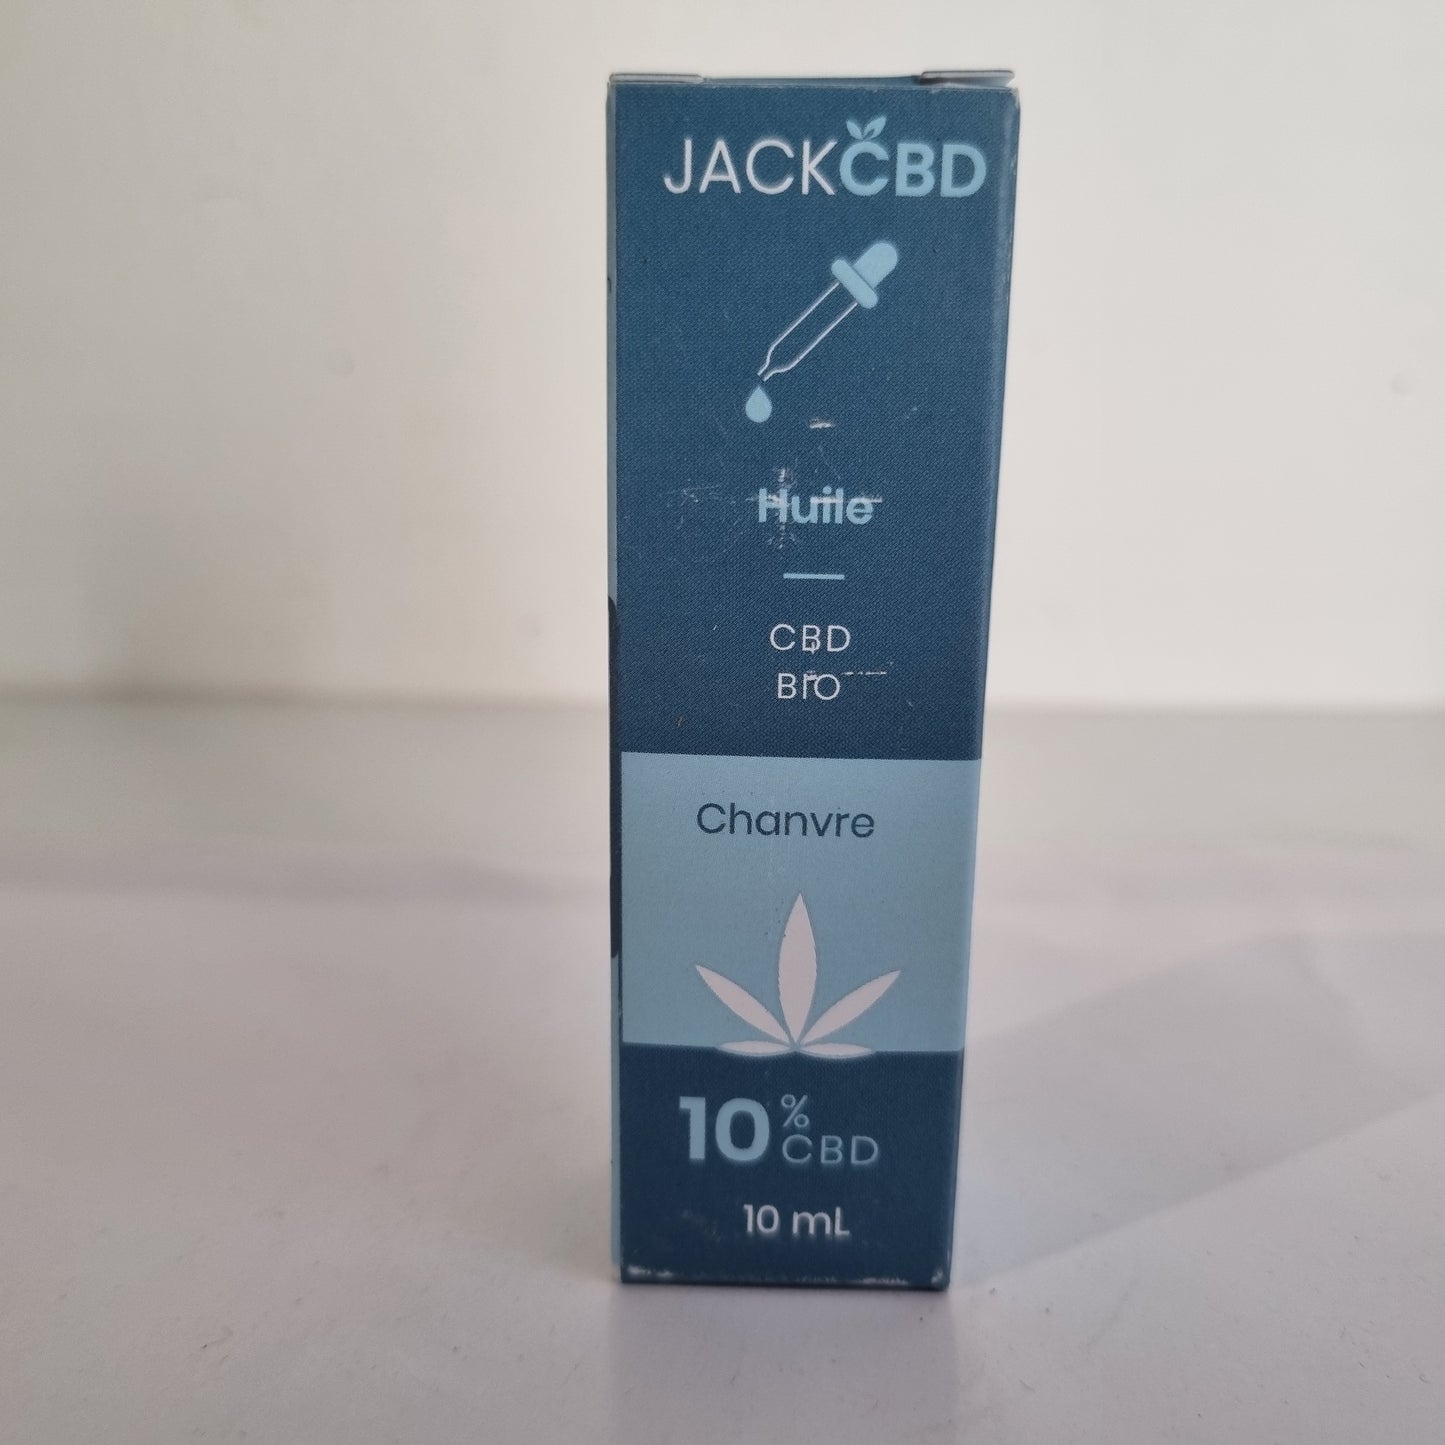 JACKCBD
Huile
CBD
BIO
Chanvre
10% CBD
10 mL